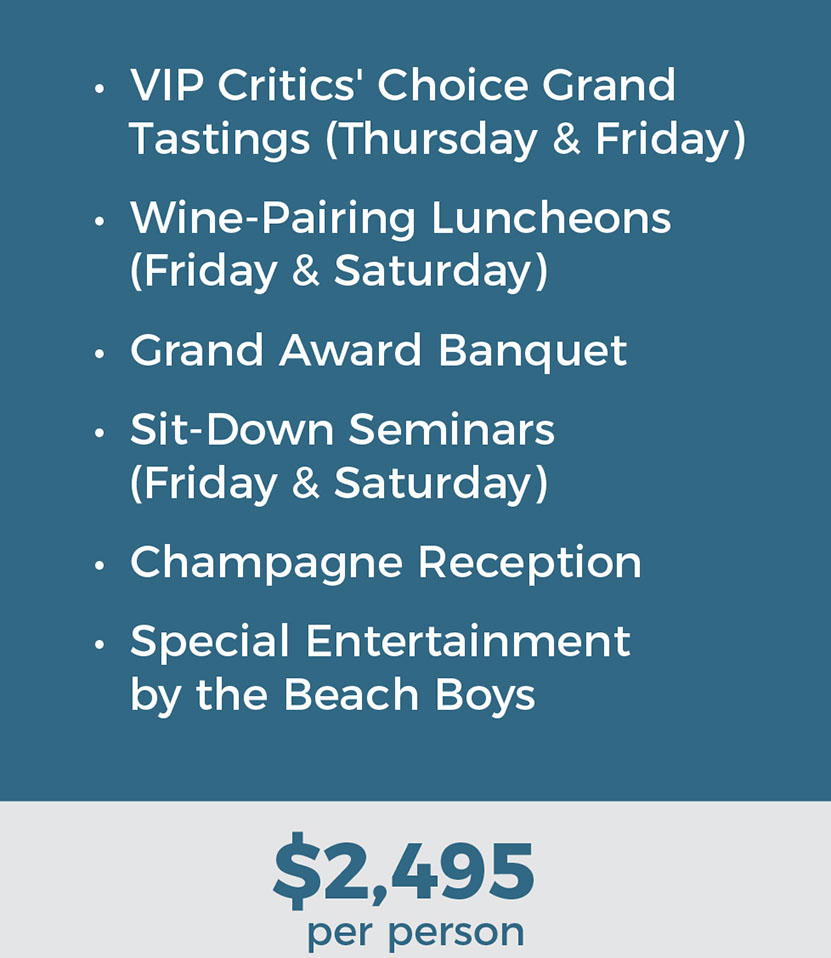 • VIP Critics' Choice Grand
Tastings (Thursday & Friday)
• Wine-Pairing Luncheons
(Friday & Saturday)
• Grand Award Banquet
• Sit-Down Seminars
(Friday & Saturday)
• Champagne Reception
• Special Entertainment
by the Beach Boys
$2,495
per person